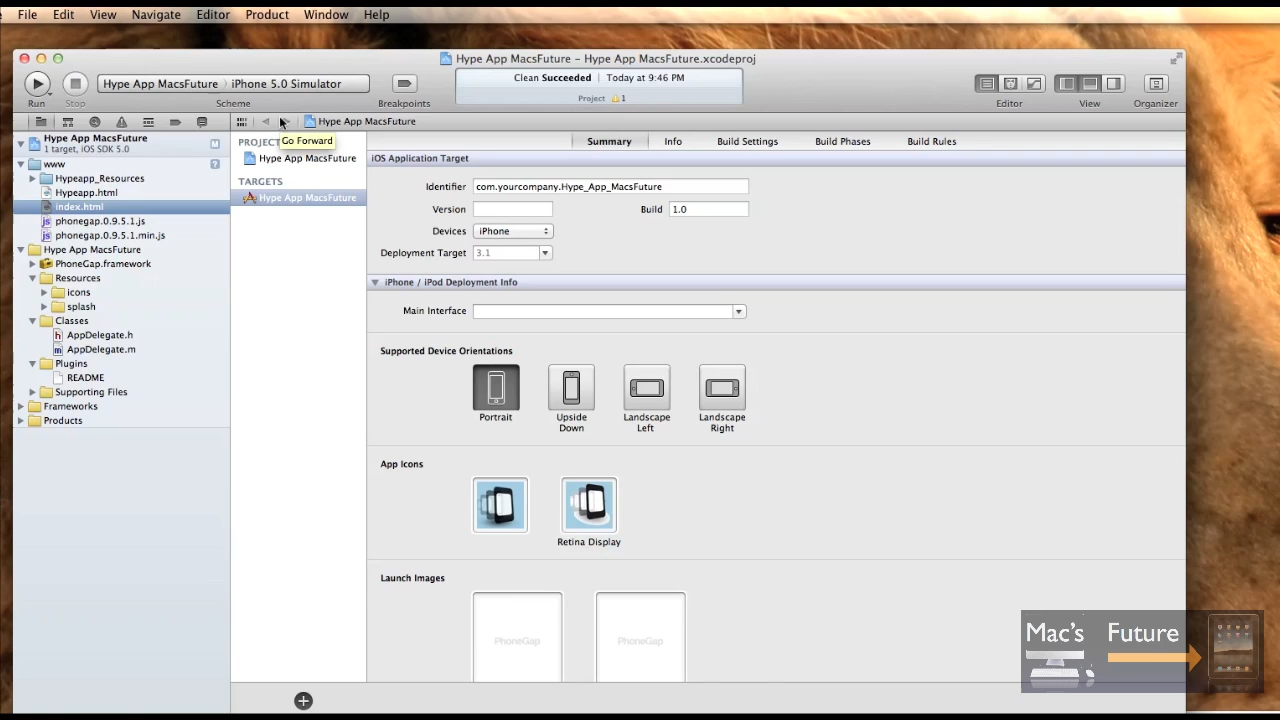 File Edit View Navigate Editor Product Window Help
Hype App MacsFuture – Hype App MacsFuture.xcodeproj
Hype App MacsFuture 〉 iPhone 5.0 Simulator
Clean Succeeded | Today at 9:46 PM
Project 1
Run Stop Scheme Breakpoints Editor View Organizer
Hype App MacsFuture
Go Forward
Hype App MacsFuture M
1 target, iOS SDK 5.0
www ?
Hypeapp_Resources
Hypeapp.html
index.html
phonegap.0.9.5.1.js
phonegap.0.9.5.1.min.js
Hype App MacsFuture
PhoneGap.framework
Resources
icons
splash
Classes
h AppDelegate.h
m AppDelegate.m
Plugins
README
Supporting Files
Frameworks
Products
PROJECT
Hype App MacsFuture
TARGETS
Hype App MacsFuture
Summary Info Build Settings Build Phases Build Rules
iOS Application Target
Identifier com.yourcompany.Hype_App_MacsFuture
Version Build 1.0
Devices iPhone
Deployment Target 3.1
iPhone / iPod Deployment Info
Main Interface
Supported Device Orientations
Portrait Upside Down Landscape Left Landscape Right
App Icons
Retina Display
Launch Images
PhoneGap PhoneGap
Mac's Future